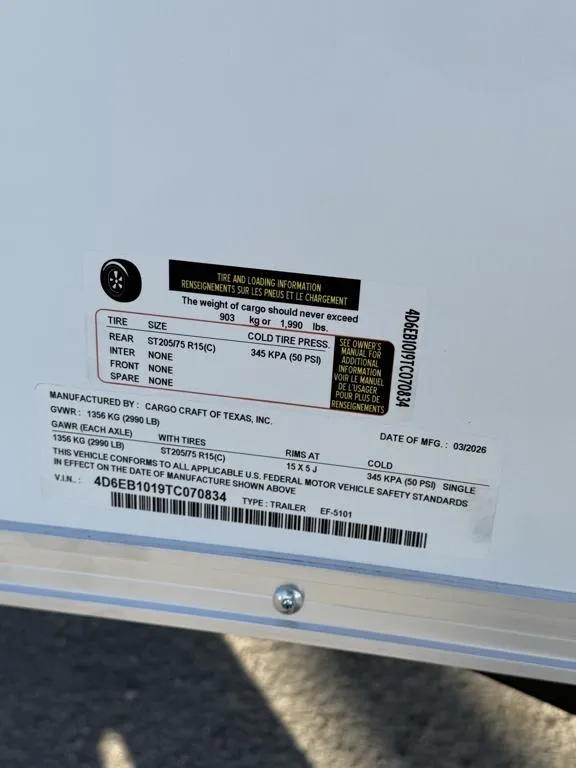 TIRE AND LOADING INFORMATION
RENSEIGNEMENTS SUR LES PNEUS ET LE CHARGEMENT
The weight of cargo should never exceed
903 kg or 1,990 lbs.
TIRE SIZE COLD TIRE PRESS.
REAR ST205/75 R15(C) 345 KPA (50 PSI)
INTER NONE
FRONT NONE
SPARE NONE
SEE OWNER'S
MANUAL FOR
ADDITIONAL
INFORMATION
VOIR LE MANUEL
DE L'USAGER
POUR PLUS DE
RENSEIGNEMENTS
4D6EB1019TC070834
MANUFACTURED BY: CARGO CRAFT OF TEXAS, INC.
DATE OF MFG.: 03/2026
GVWR: 1356 KG (2990 LB)
GAWR (EACH AXLE) WITH TIRES RIMS AT COLD
1356 KG (2990 LB) ST205/75 R15(C) 15 X 5 J 345 KPA (50 PSI) SINGLE
THIS VEHICLE CONFORMS TO ALL APPLICABLE U.S. FEDERAL MOTOR VEHICLE SAFETY STANDARDS
IN EFFECT ON THE DATE OF MANUFACTURE SHOWN ABOVE
V.I.N.: 4D6EB1019TC070834 TYPE: TRAILER EF-5101